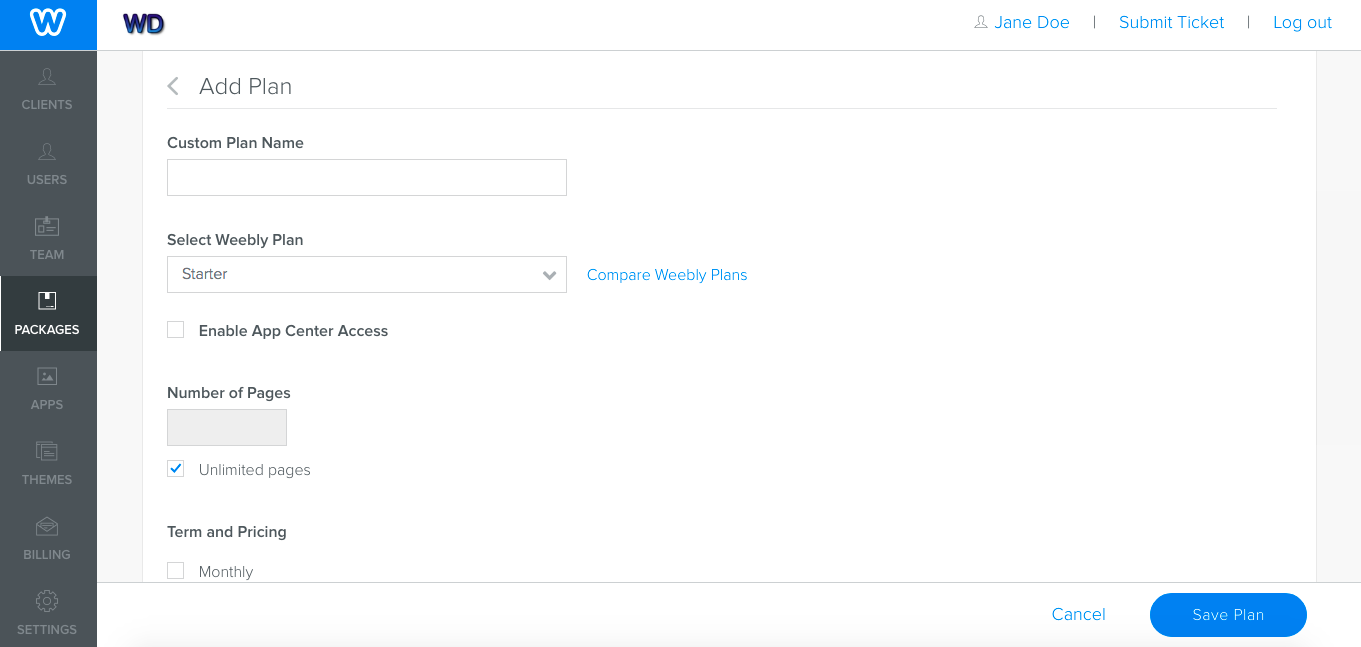 WD
Jane Doe | Submit Ticket | Log out
CLIENTS
USERS
TEAM
PACKAGES
APPS
THEMES
BILLING
SETTINGS
Add Plan
Custom Plan Name
Select Weebly Plan
Starter
Compare Weebly Plans
Enable App Center Access
Number of Pages
Unlimited pages
Term and Pricing
Monthly
Cancel
Save Plan